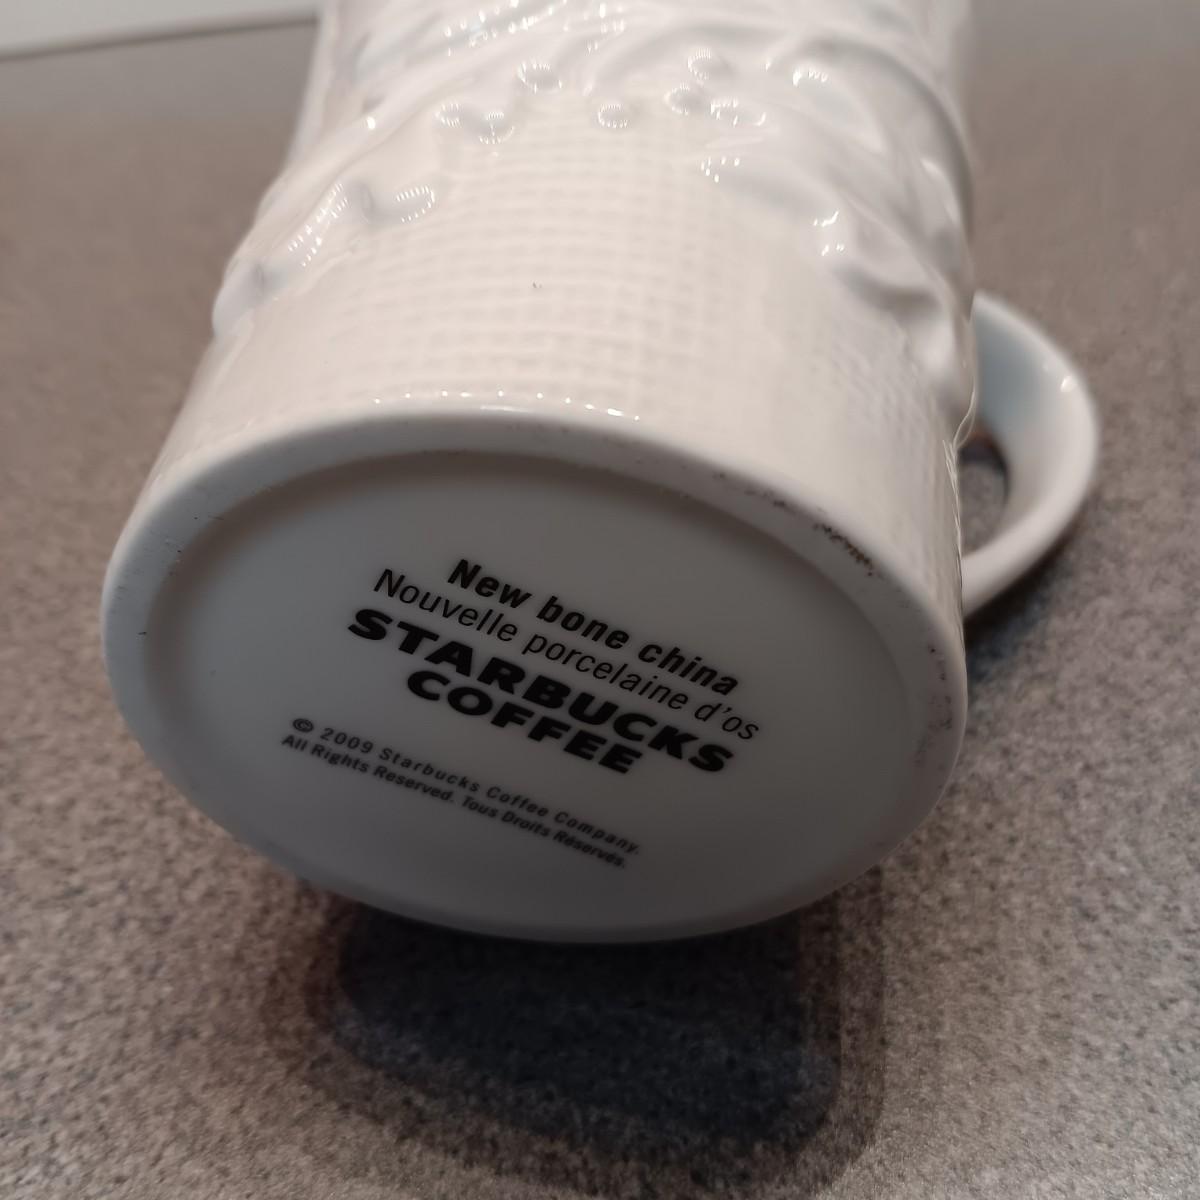 New bone china
Nouvelle porcelaine d'os
STARBUCKS
COFFEE
© 2009 Starbucks Coffee Company.
All Rights Reserved. Tous Droits Réservés.